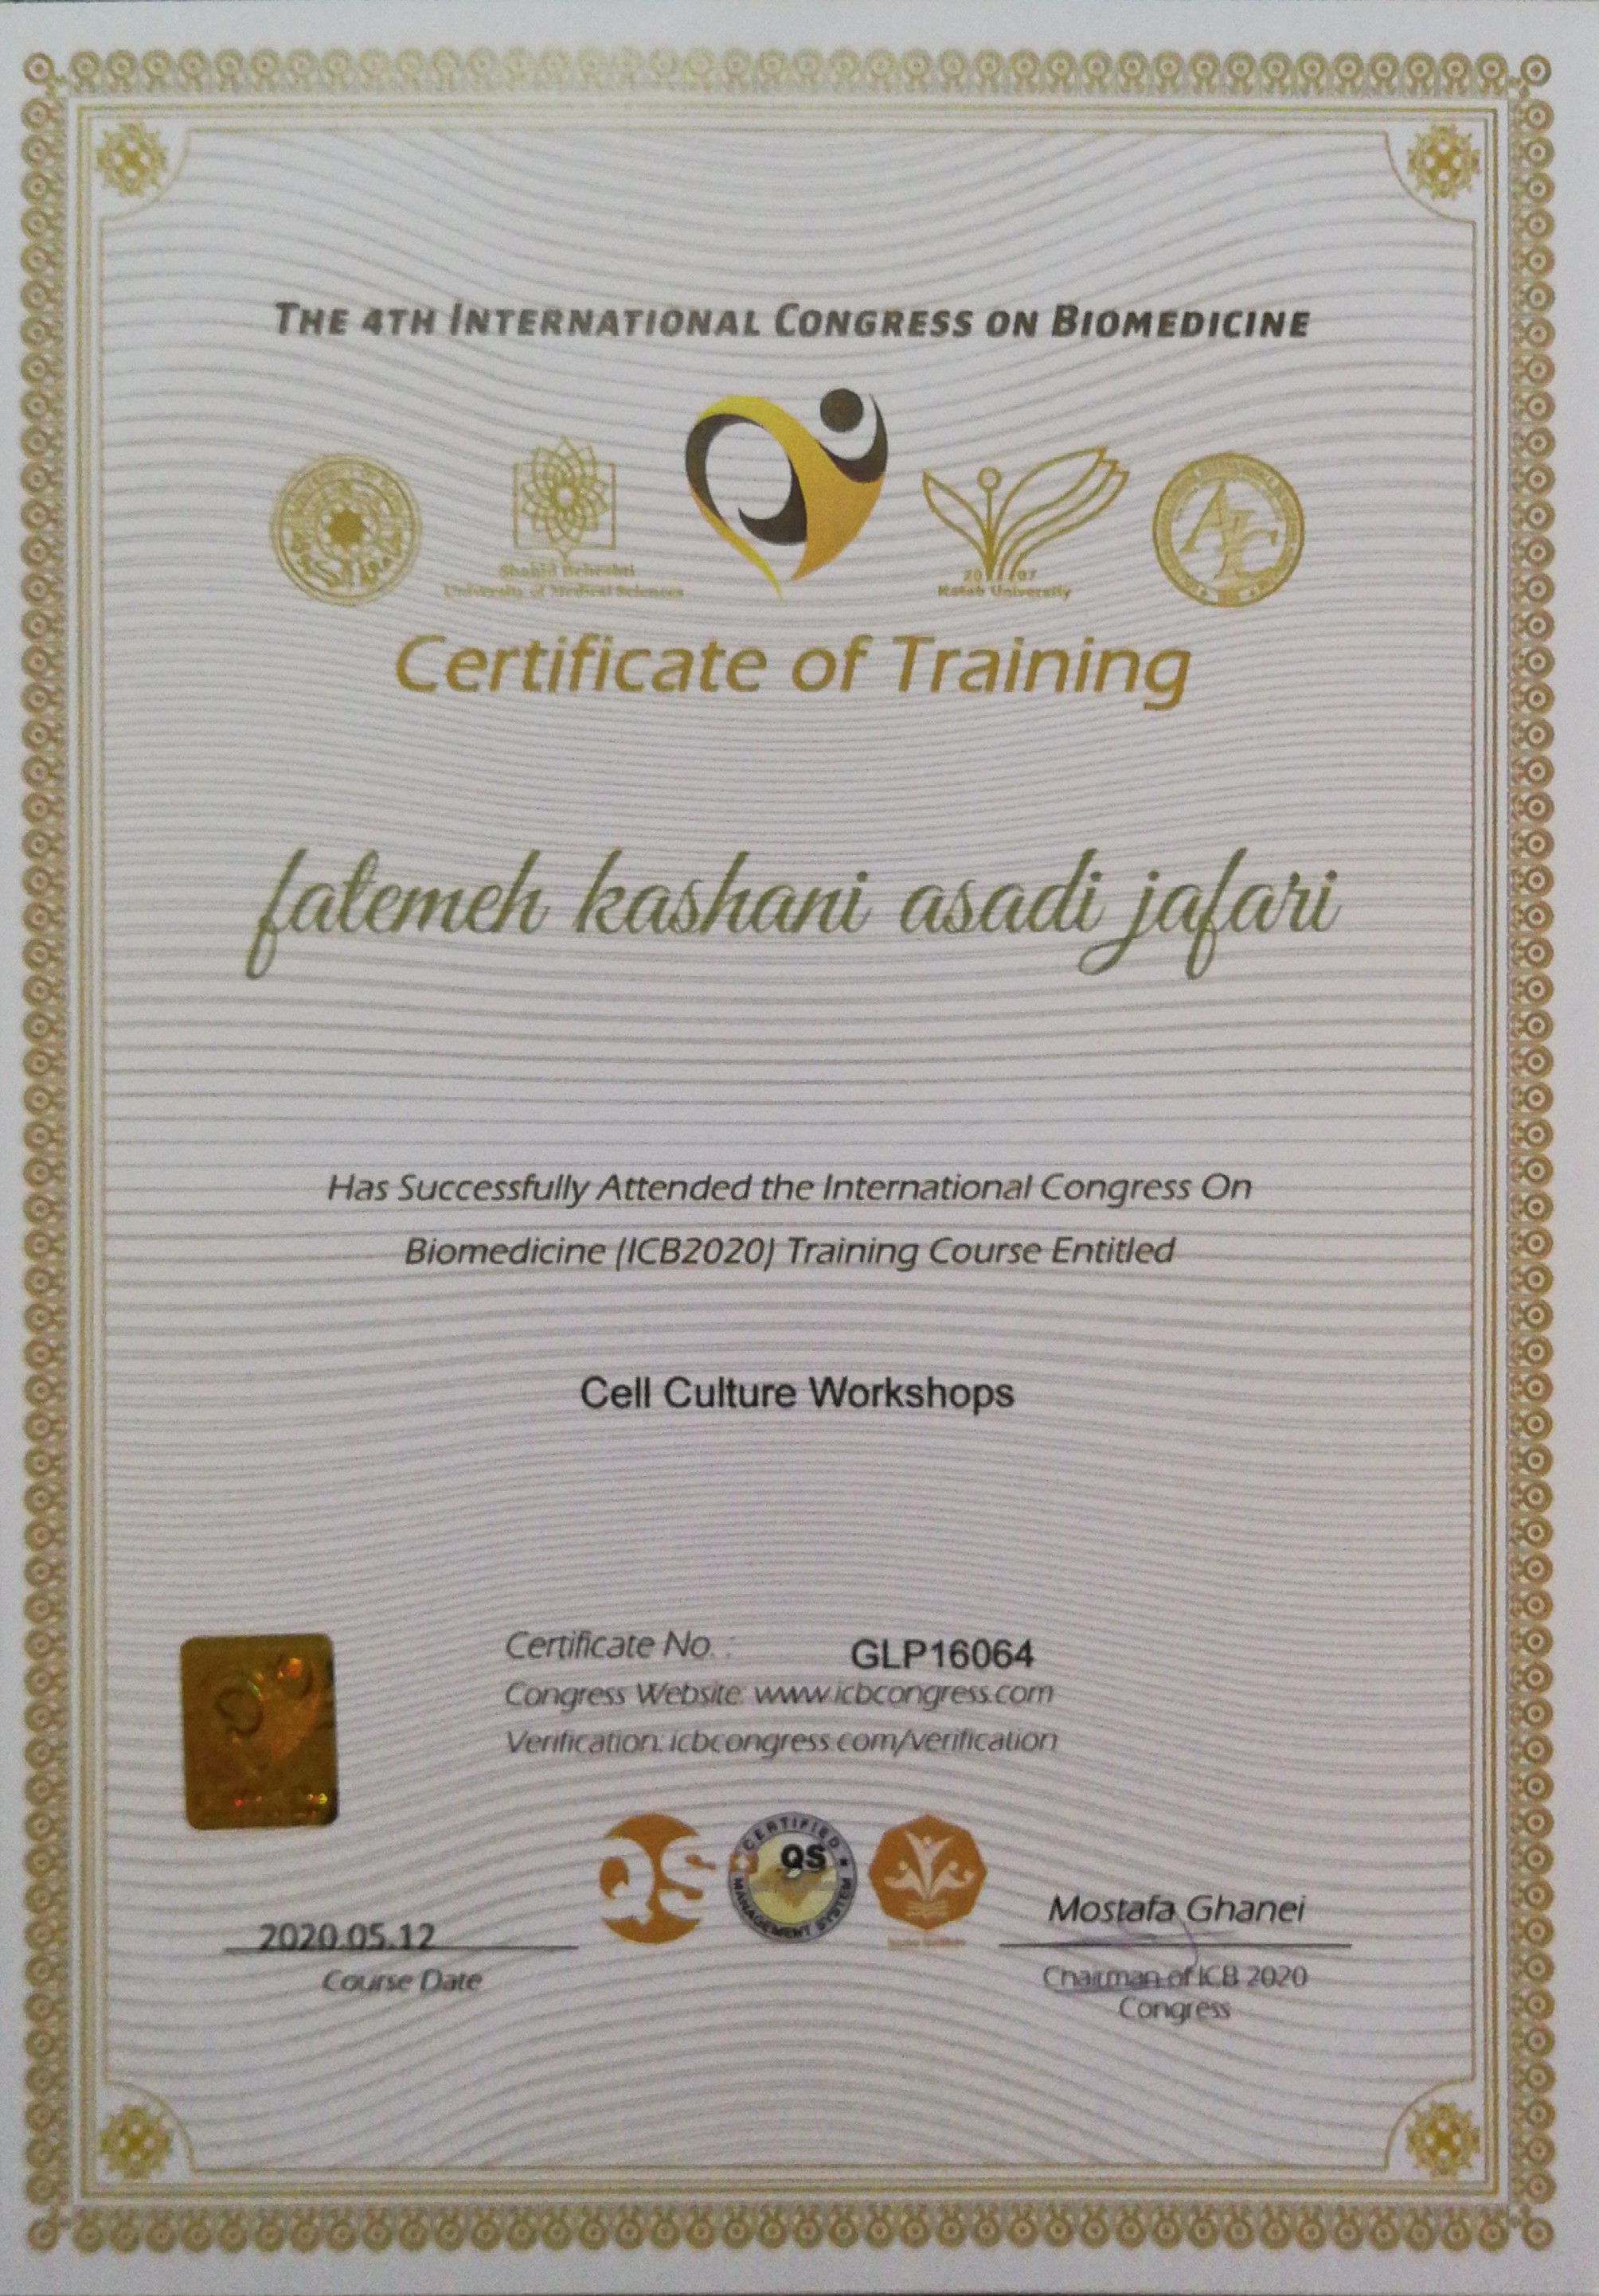 THE 4TH INTERNATIONAL CONGRESS ON BIOMEDICINE
Shahid Beheshti
University of Medical Sciences
20 07
Kateb University
AJC
Certificate of Training
fatemeh kashani asadi jafari
Has Successfully Attended the International Congress On
Biomedicine (ICB2020) Training Course Entitled
Cell Culture Workshops
Certificate No. : GLP16064
Congress Website: www.icbcongress.com
Verification: icbcongress.com/verification
QS
CERTIFIED
QS
MANAGEMENT SYSTEM
2020.05.12
Course Date
Mostafa Ghanei
Chairman of ICB 2020
Congress